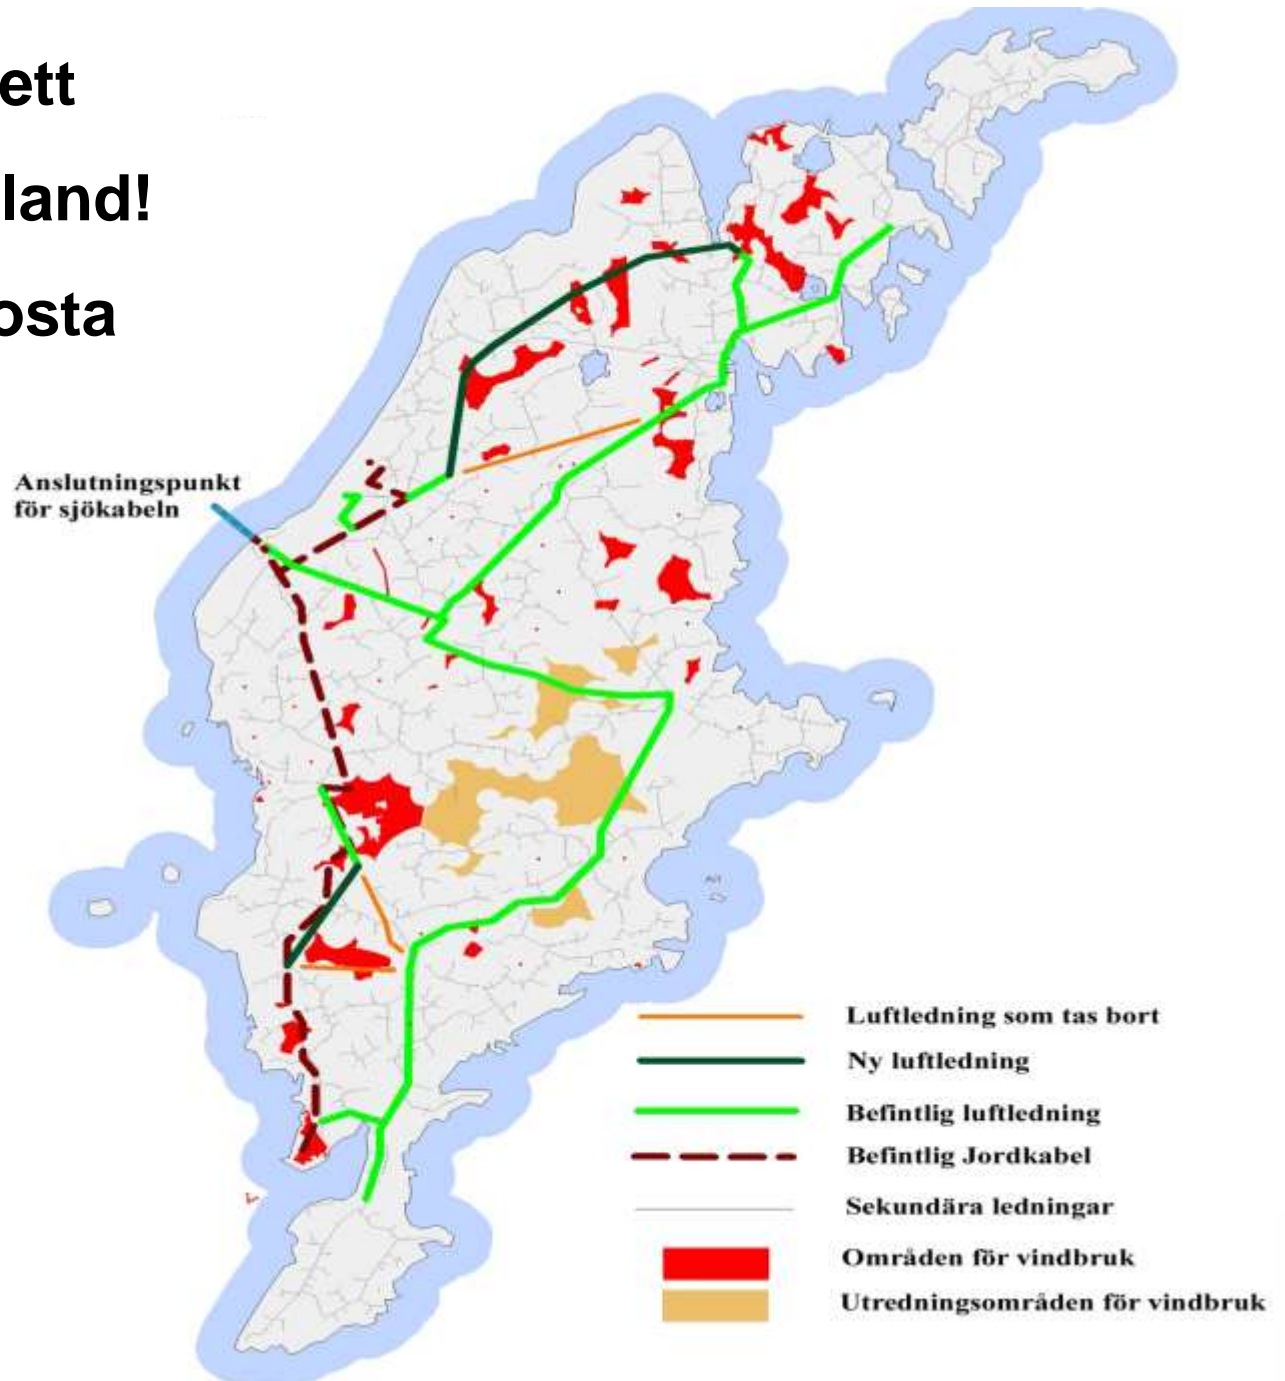 ett
land!
osta
Anslutningspunkt
för sjökabeln
Luftledning som tas bort
Ny luftledning
Befintlig luftledning
Befintlig Jordkabel
Sekundära ledningar
Områden för vindbruk
Utredningsområden för vindbruk